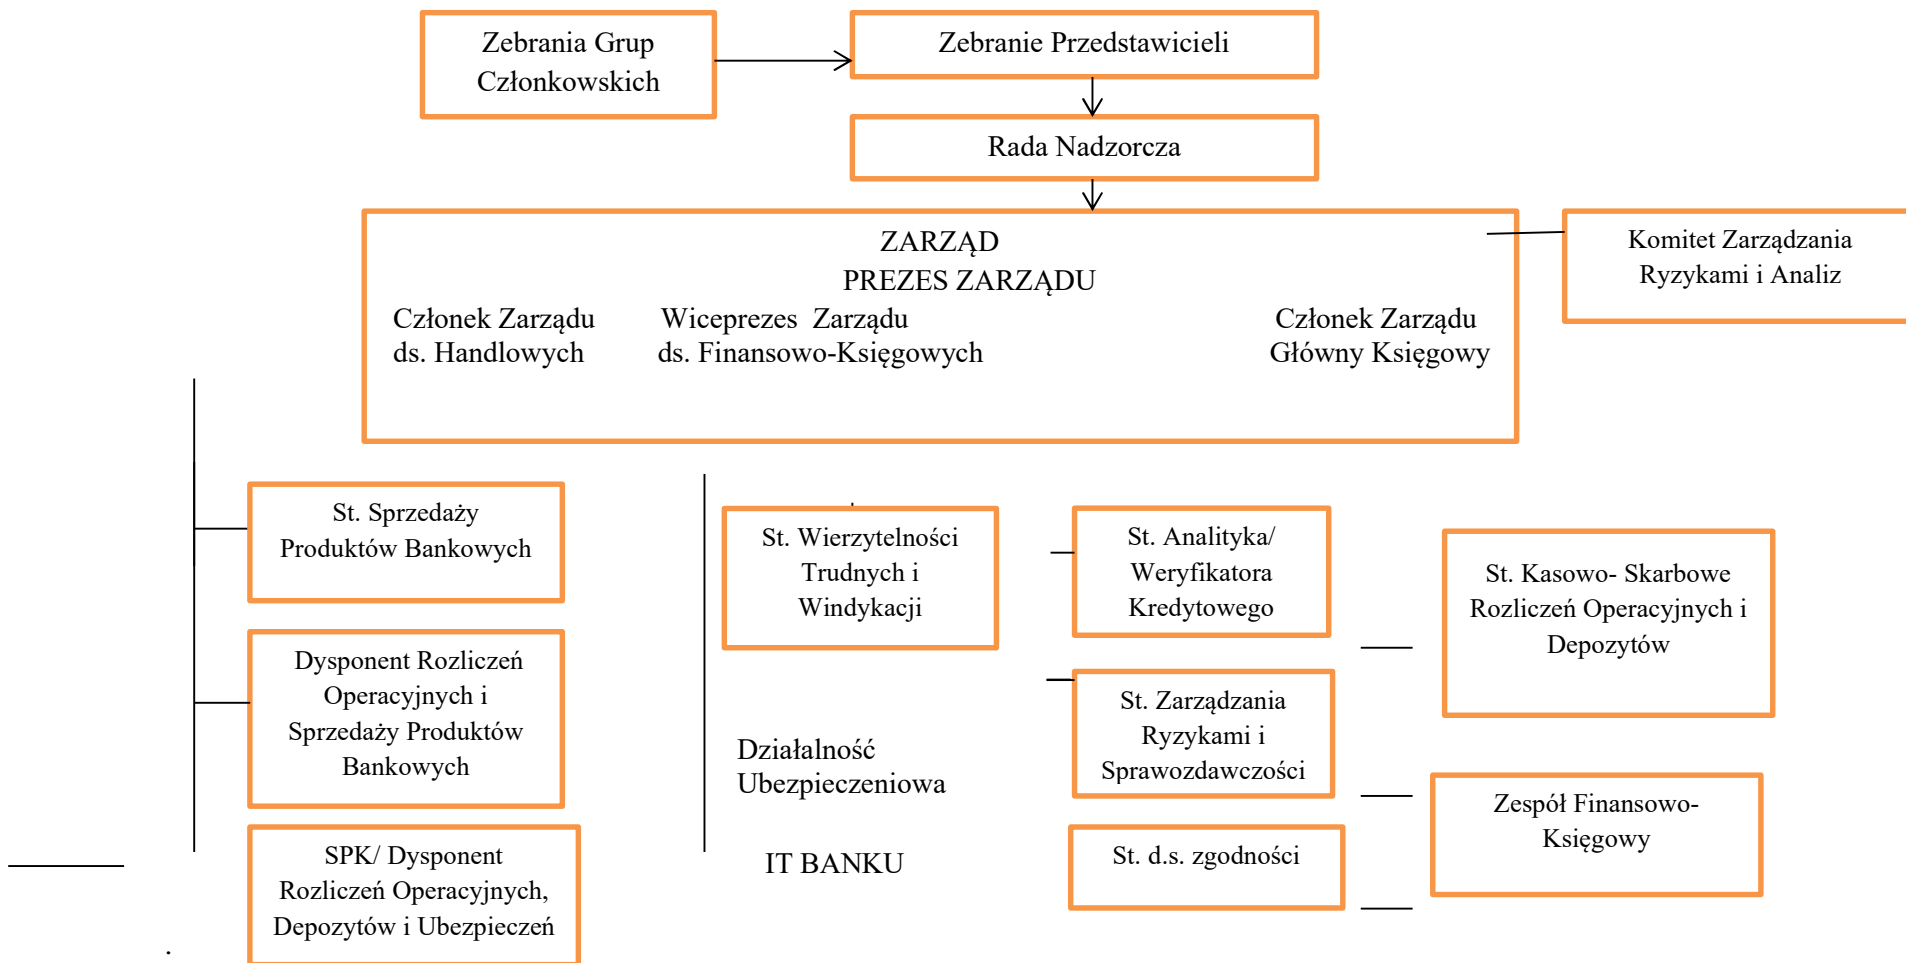 Zebrania Grup
Członkowskich
Zebranie Przedstawicieli
Rada Nadzorcza
ZARZĄD
PREZES ZARZĄDU
Członek Zarządu
ds. Handlowych
Wiceprezes Zarządu
ds. Finansowo-Księgowych
Członek Zarządu
Główny Księgowy
Komitet Zarządzania
Ryzykami i Analiz
St. Sprzedaży
Produktów Bankowych
Dysponent Rozliczeń
Operacyjnych i
Sprzedaży Produktów
Bankowych
SPK/ Dysponent
Rozliczeń Operacyjnych,
Depozytów i Ubezpieczeń
.
St. Wierzytelności
Trudnych i
Windykacji
Działalność
Ubezpieczeniowa
IT BANKU
St. Analityka/
Weryfikatora
Kredytowego
St. Zarządzania
Ryzykami i
Sprawozdawczości
St. d.s. zgodności
St. Kasowo- Skarbowe
Rozliczeń Operacyjnych i
Depozytów
Zespół Finansowo-
Księgowy